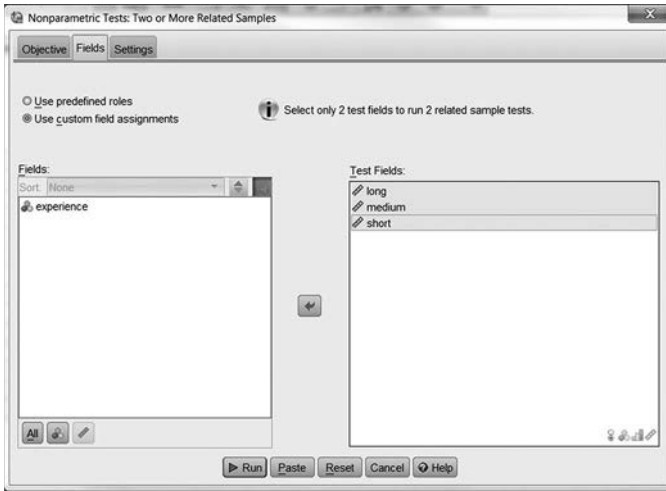 Nonparametric Tests: Two or More Related Samples
Objective Fields Settings
Use predefined roles
Use custom field assignments
Select only 2 test fields to run 2 related sample tests.
Fields:
Sort: None
experience
All
Test Fields:
long
medium
short
Run Paste Reset Cancel Help